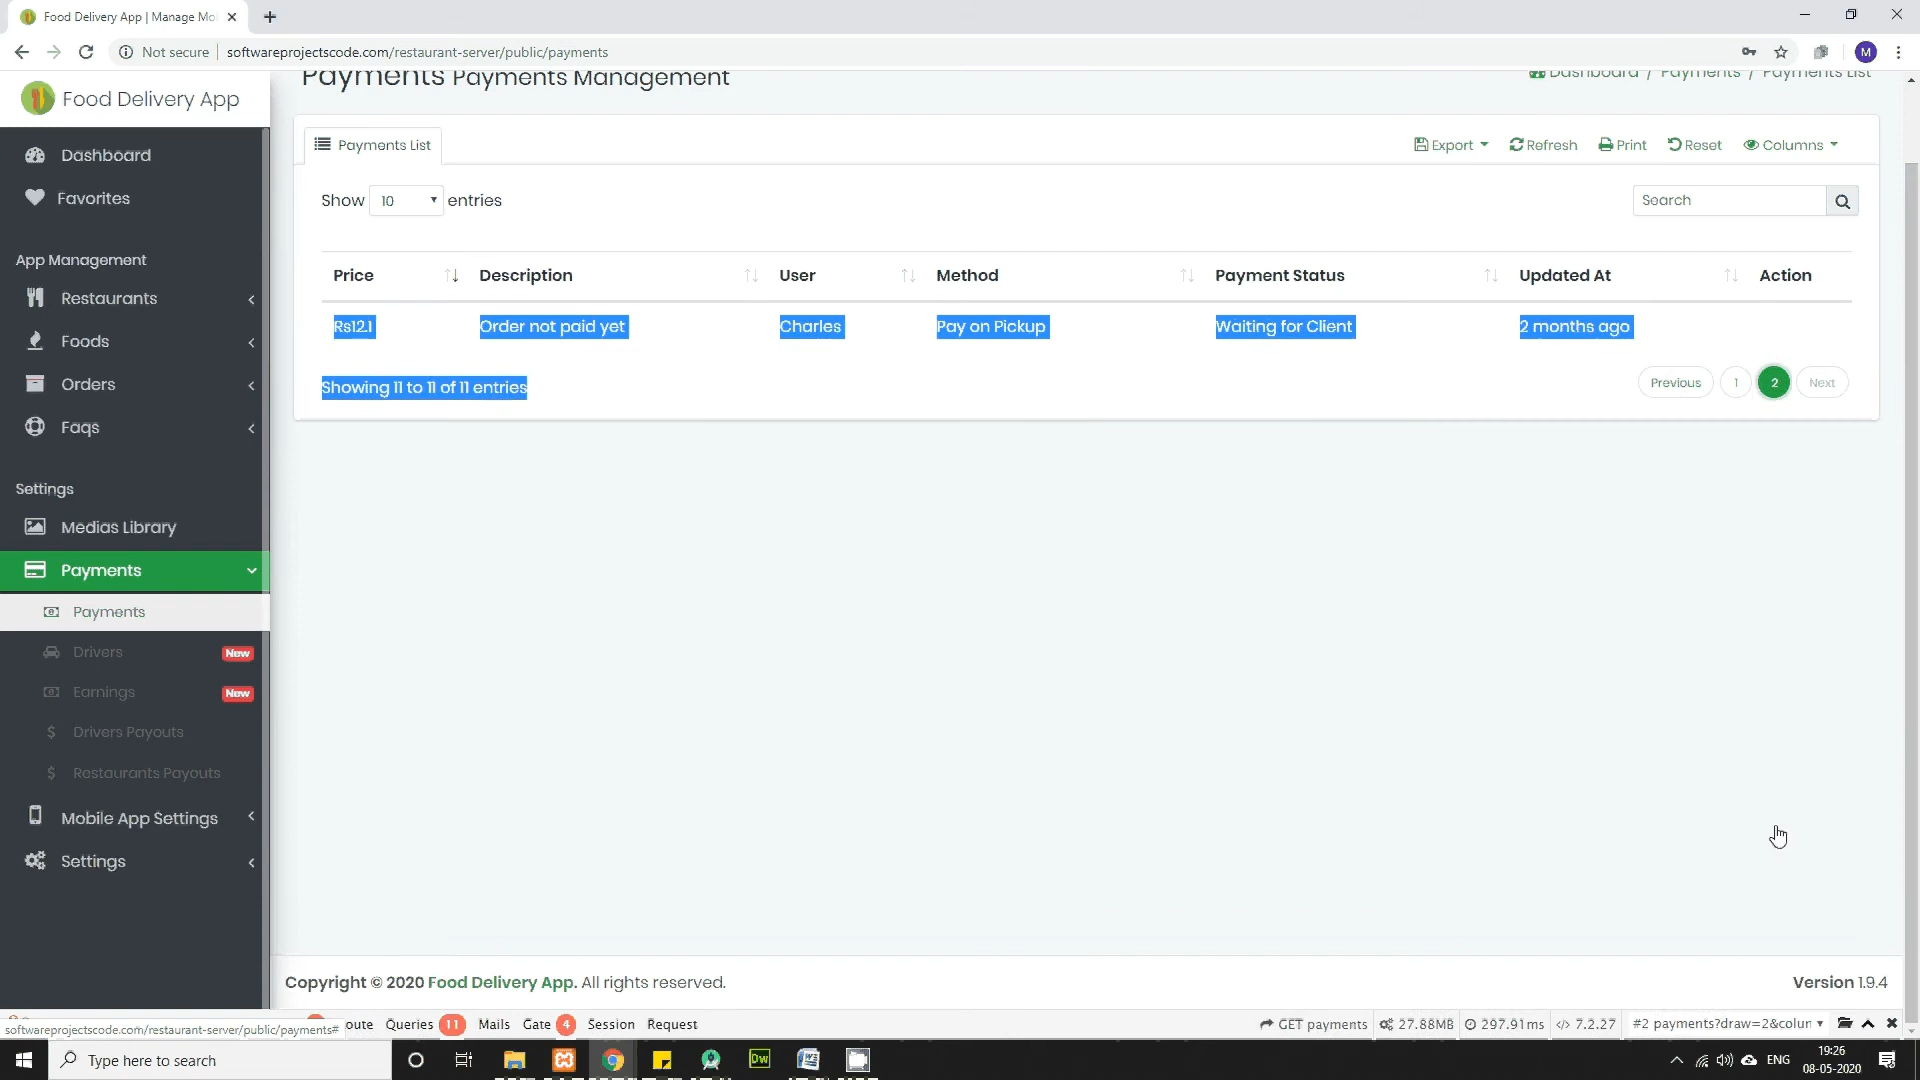 Food Delivery App | Manage Mo
Not secure
softwareprojectscode.com/restaurant-server/public/payments
M
Food Delivery App
Payments Payments Management
Dashboard / Payments / Payments List
Dashboard
Favorites
App Management
Restaurants
Foods
Orders
Faqs
Settings
Medias Library
Payments
Payments
Drivers New
Earnings New
Drivers Payouts
Restaurants Payouts
Mobile App Settings
Settings
Payments List
Export Refresh Print Reset Columns
Show 10 entries
Search
Price Description User Method Payment Status Updated At Action
Rs12.1 Order not paid yet Charles Pay on Pickup Waiting for Client 2 months ago
Showing 11 to 11 of 11 entries
Previous 1 2 Next
Copyright © 2020 Food Delivery App. All rights reserved.
Version 1.9.4
softwareprojectscode.com/restaurant-server/public/payments#
oute Queries 11 Mails Gate 4 Session Request
GET payments 27.88MB 297.91ms 7.2.27 #2 payments?draw=2&colum
Type here to search
Dw
ENG
19:26
08-05-2020